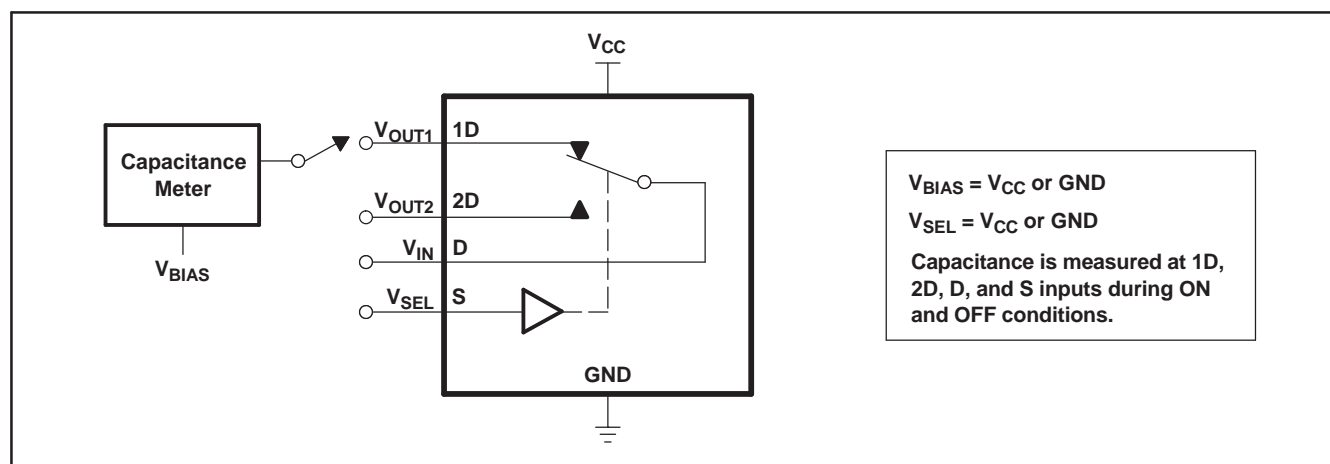 VCC
VOUT1 1D
Capacitance
Meter
VOUT2 2D
VIN D
VBIAS
VSEL S
GND
VBIAS = VCC or GND
VSEL = VCC or GND
Capacitance is measured at 1D,
2D, D, and S inputs during ON
and OFF conditions.